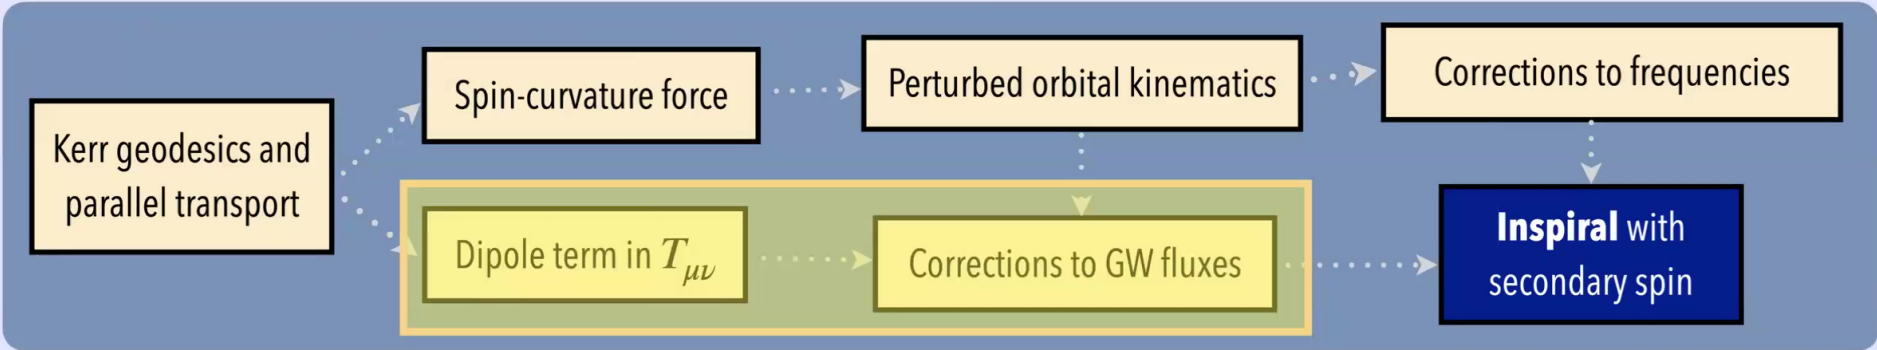 Kerr geodesics and
parallel transport
Spin-curvature force
Perturbed orbital kinematics
Corrections to frequencies
Dipole term in Tμν
Corrections to GW fluxes
Inspiral with
secondary spin